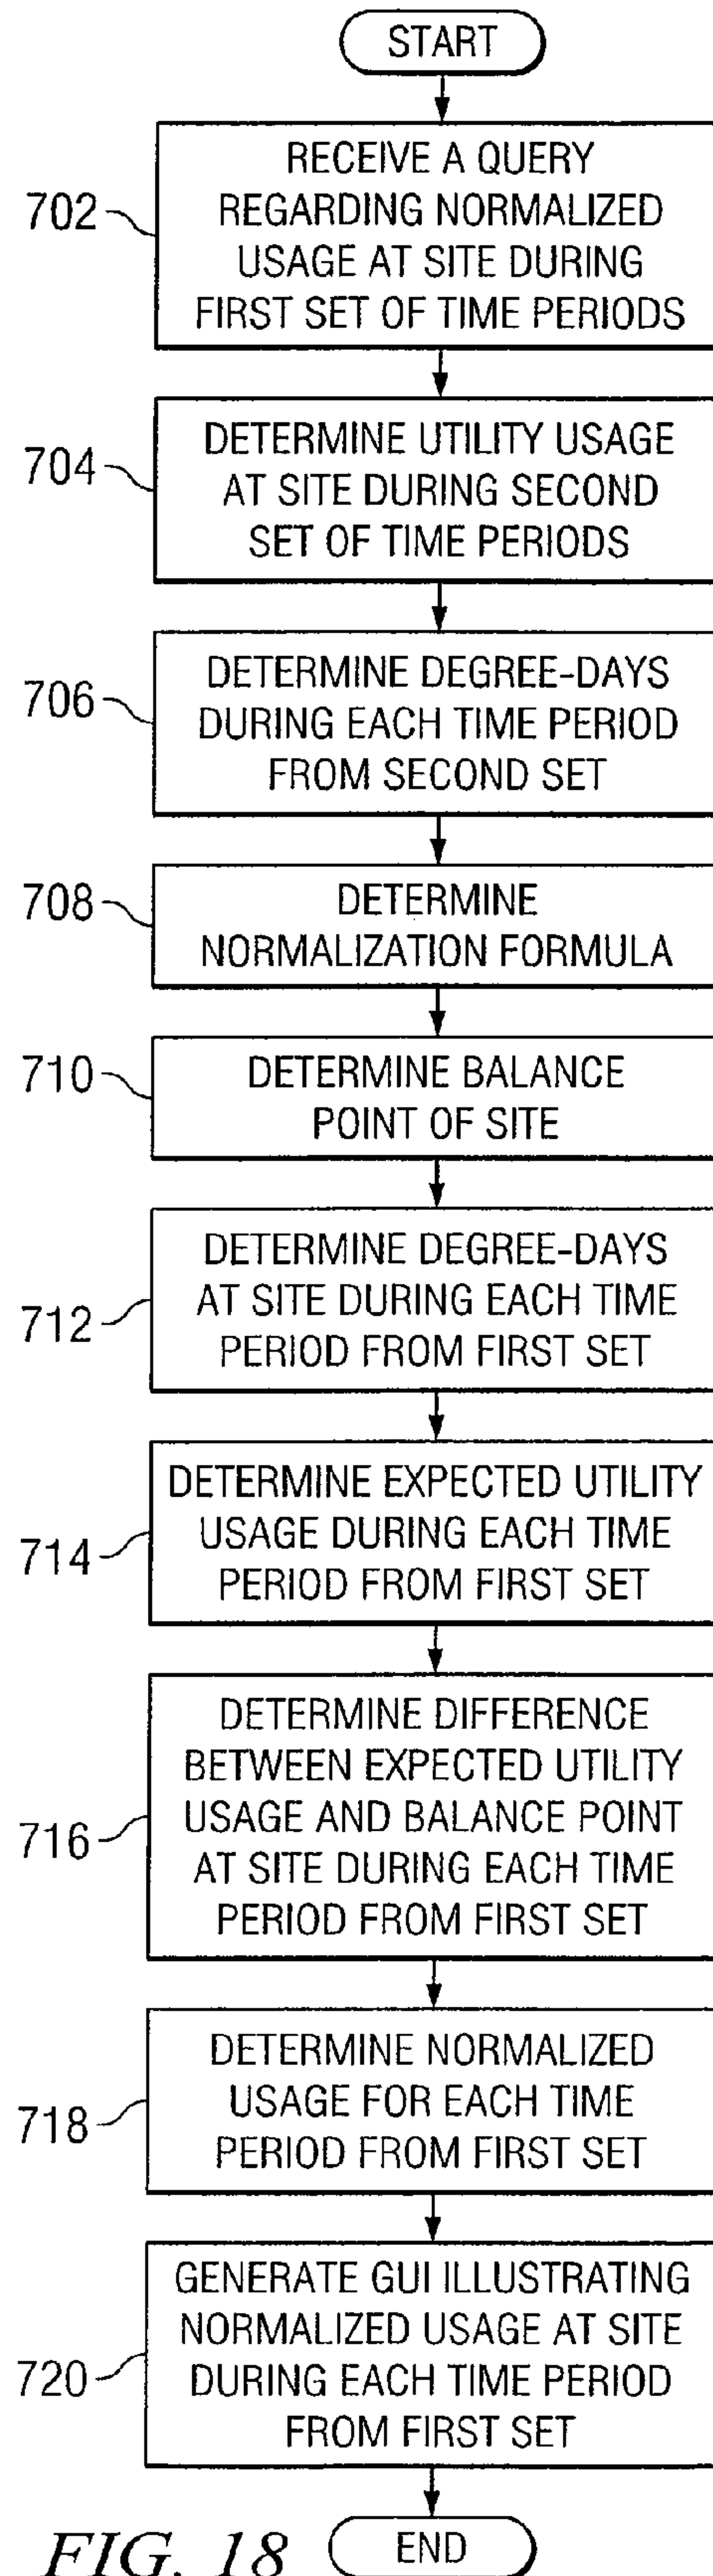 START
702
RECEIVE A QUERY
REGARDING NORMALIZED
USAGE AT SITE DURING
FIRST SET OF TIME PERIODS
704
DETERMINE UTILITY USAGE
AT SITE DURING SECOND
SET OF TIME PERIODS
706
DETERMINE DEGREE-DAYS
DURING EACH TIME PERIOD
FROM SECOND SET
708
DETERMINE
NORMALIZATION FORMULA
710
DETERMINE BALANCE
POINT OF SITE
712
DETERMINE DEGREE-DAYS
AT SITE DURING EACH TIME
PERIOD FROM FIRST SET
714
DETERMINE EXPECTED UTILITY
USAGE DURING EACH TIME
PERIOD FROM FIRST SET
716
DETERMINE DIFFERENCE
BETWEEN EXPECTED UTILITY
USAGE AND BALANCE POINT
AT SITE DURING EACH TIME
PERIOD FROM FIRST SET
718
DETERMINE NORMALIZED
USAGE FOR EACH TIME
PERIOD FROM FIRST SET
720
GENERATE GUI ILLUSTRATING
NORMALIZED USAGE AT SITE
DURING EACH TIME PERIOD
FROM FIRST SET
END
FIG. 18